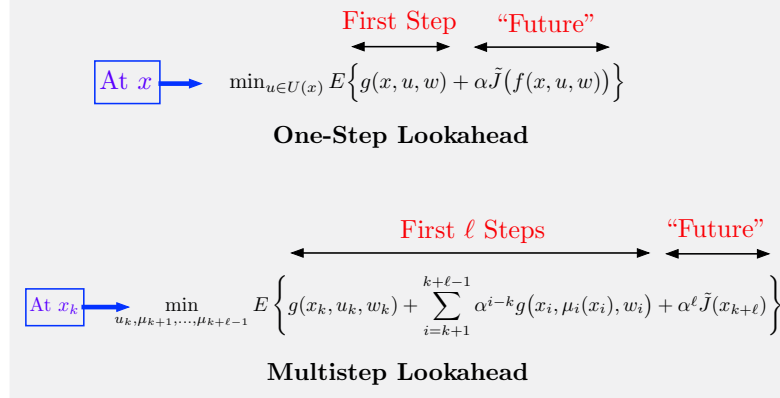 First Step “Future”
At x min_{u∈U(x)} E{g(x, u, w) + αJ̃(f(x, u, w))}
One-Step Lookahead
First ℓ Steps “Future”
At x_k min_{u_k,μ_{k+1},...,μ_{k+ℓ−1}} E{g(x_k, u_k, w_k) + ∑_{i=k+1}^{k+ℓ−1} α^{i−k} g(x_i, μ_i(x_i), w_i) + α^ℓ J̃(x_{k+ℓ})}
Multistep Lookahead